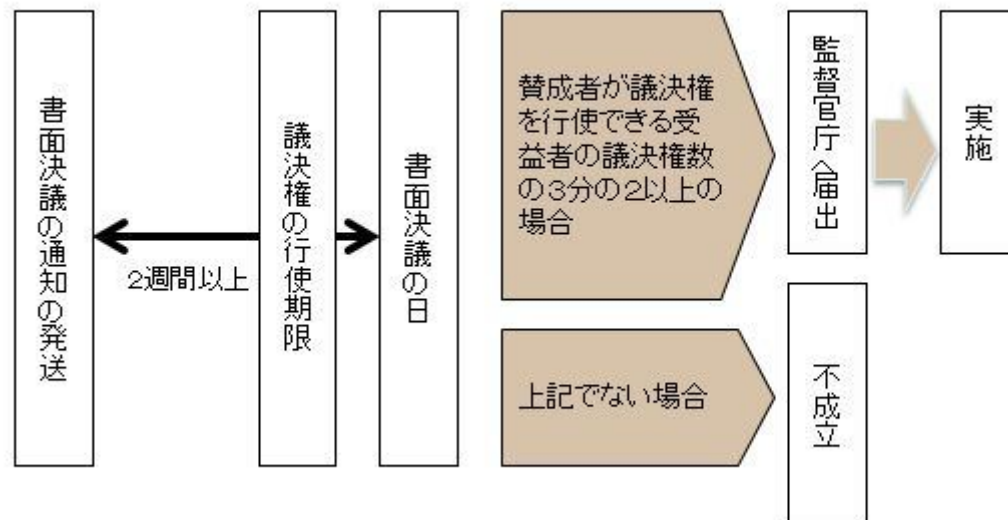 書面決議の通知の発送
2週間以上
議決権の行使期限
書面決議の日
賛成者が議決権
を行使できる受
益者の議決権数
の3分の2以上の
場合
監督官庁へ届出
実施
上記でない場合
不成立